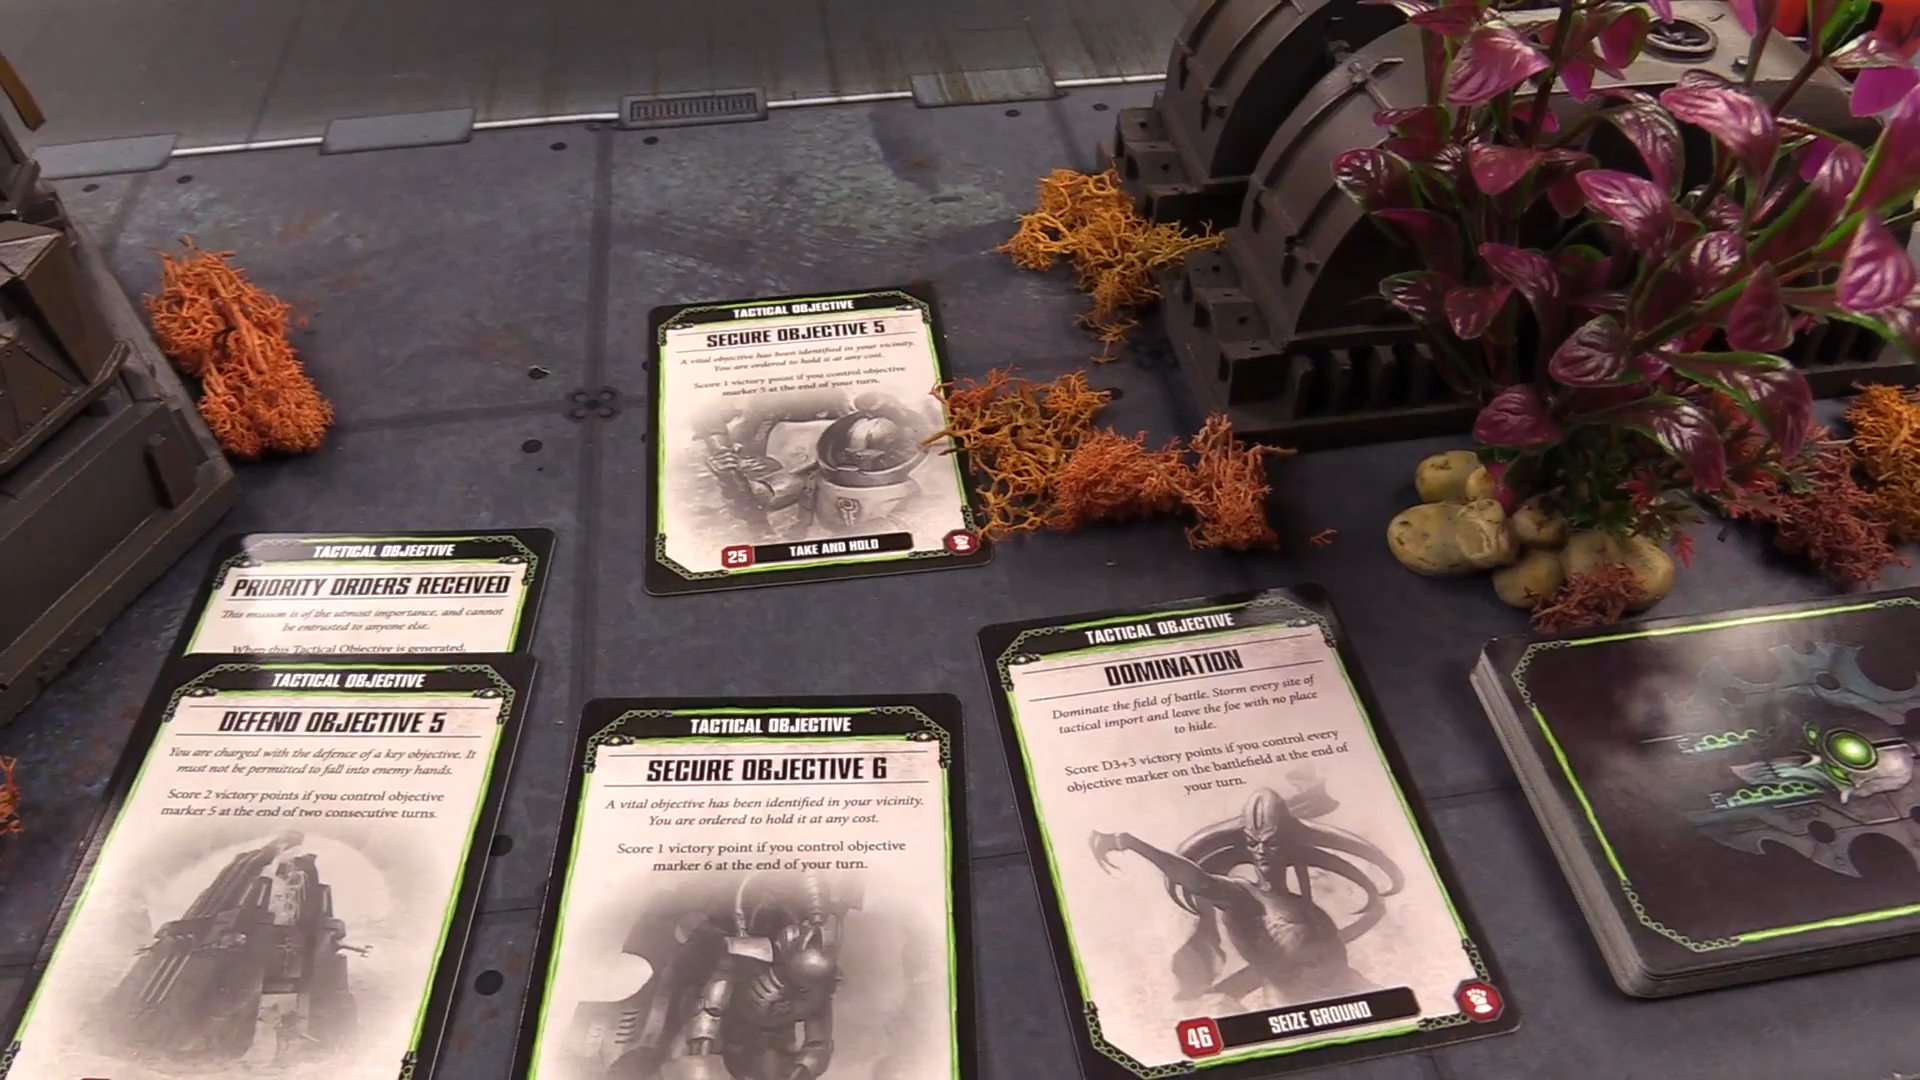 TACTICAL OBJECTIVE
SECURE OBJECTIVE 5
A vital objective has been identified in your vicinity.
You are ordered to hold it at any cost.
Score 1 victory point if you control objective
marker 5 at the end of your turn.
25
TAKE AND HOLD
TACTICAL OBJECTIVE
PRIORITY ORDERS RECEIVED
This mission is of the utmost importance, and cannot
be entrusted to anyone else.
When this Tactical Objective is generated,
TACTICAL OBJECTIVE
DEFEND OBJECTIVE 5
You are charged with the defence of a key objective. It
must not be permitted to fall into enemy hands.
Score 2 victory points if you control objective
marker 5 at the end of two consecutive turns.
TACTICAL OBJECTIVE
SECURE OBJECTIVE 6
A vital objective has been identified in your vicinity.
You are ordered to hold it at any cost.
Score 1 victory point if you control objective
marker 6 at the end of your turn.
TACTICAL OBJECTIVE
DOMINATION
Dominate the field of battle. Storm every site of
tactical import and leave the foe with no place
to hide.
Score D3+3 victory points if you control every
objective marker on the battlefield at the end of
your turn.
46
SEIZE GROUND